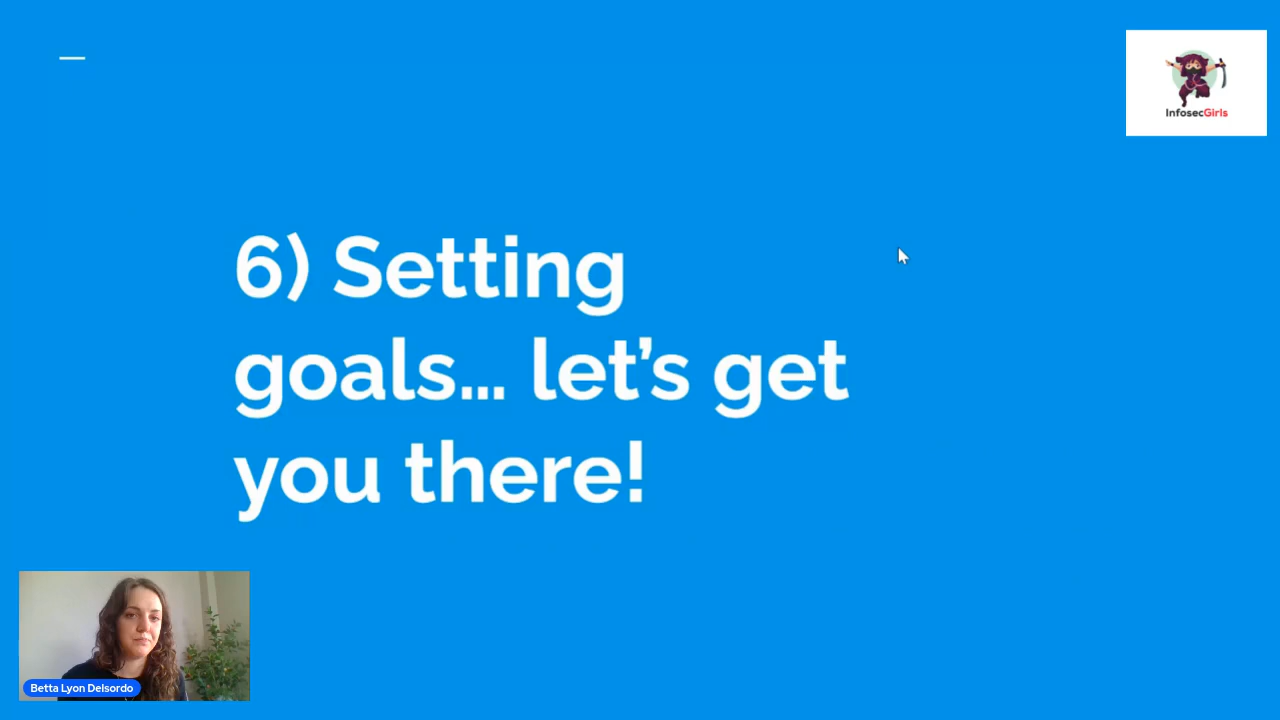 InfosecGirls
6) Setting
goals... let's get
you there!
Betta Lyon Delsordo